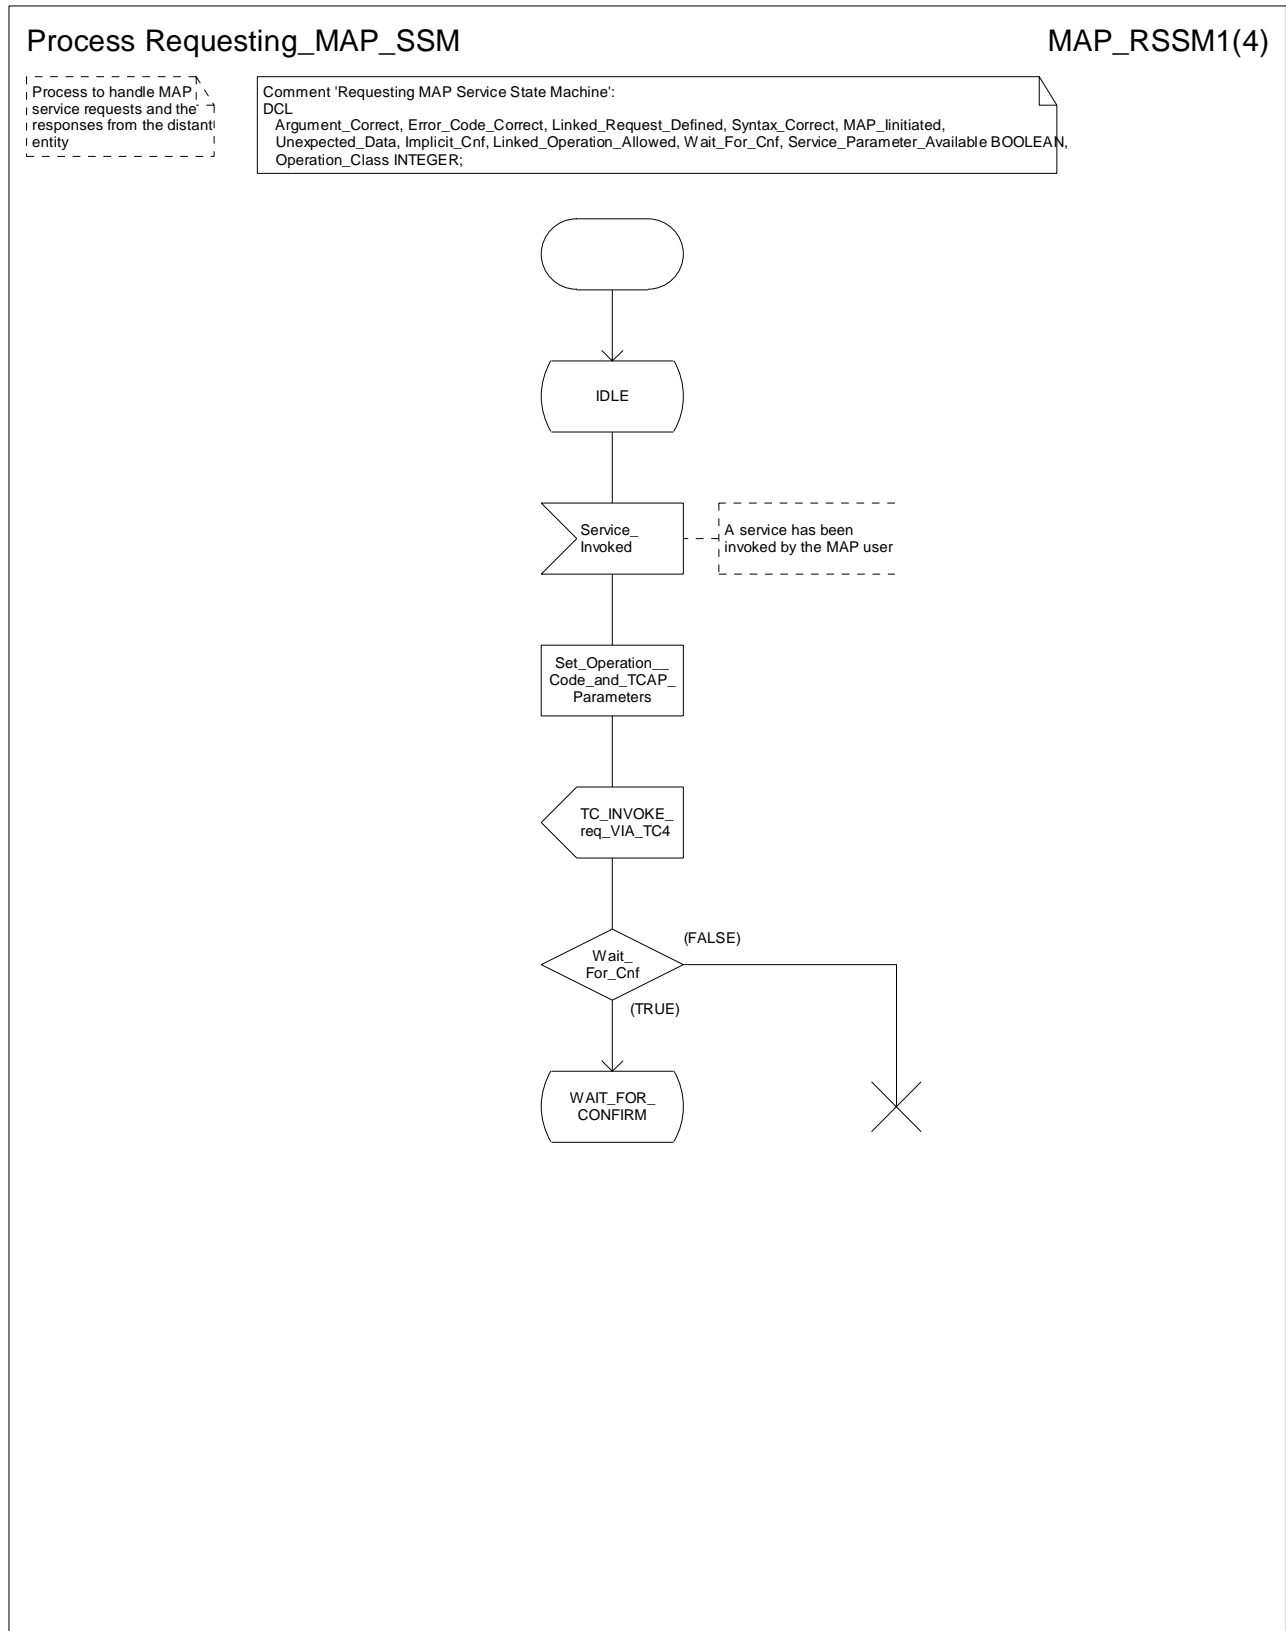 Process Requesting_MAP_SSM
MAP_RSSM1(4)
Process to handle MAP
service requests and the
responses from the distant
entity
Comment 'Requesting MAP Service State Machine':
DCL
Argument_Correct, Error_Code_Correct, Linked_Request_Defined, Syntax_Correct, MAP_Iinitiated,
Unexpected_Data, Implicit_Cnf, Linked_Operation_Allowed, Wait_For_Cnf, Service_Parameter_Available BOOLEAN,
Operation_Class INTEGER;
IDLE
Service_
Invoked
A service has been
invoked by the MAP user
Set_Operation__
Code_and_TCAP_
Parameters
TC_INVOKE_
req_VIA_TC4
Wait_
For_Cnf
(FALSE)
(TRUE)
WAIT_FOR_
CONFIRM